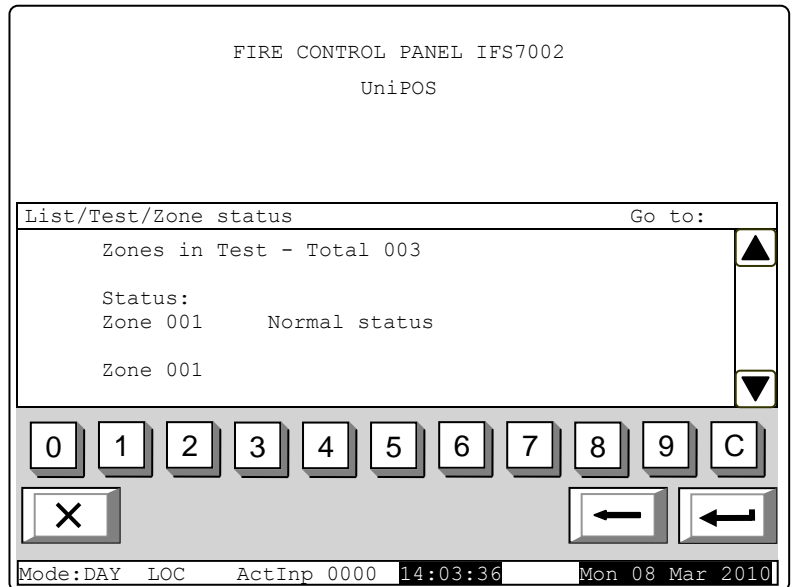 FIRE CONTROL PANEL IFS7002
UniPOS
List/Test/Zone status Go to:
Zones in Test - Total 003
Status:
Zone 001 Normal status
Zone 001
0 1 2 3 4 5 6 7 8 9 C
Mode:DAY LOC ActInp 0000 14:03:36 Mon 08 Mar 2010